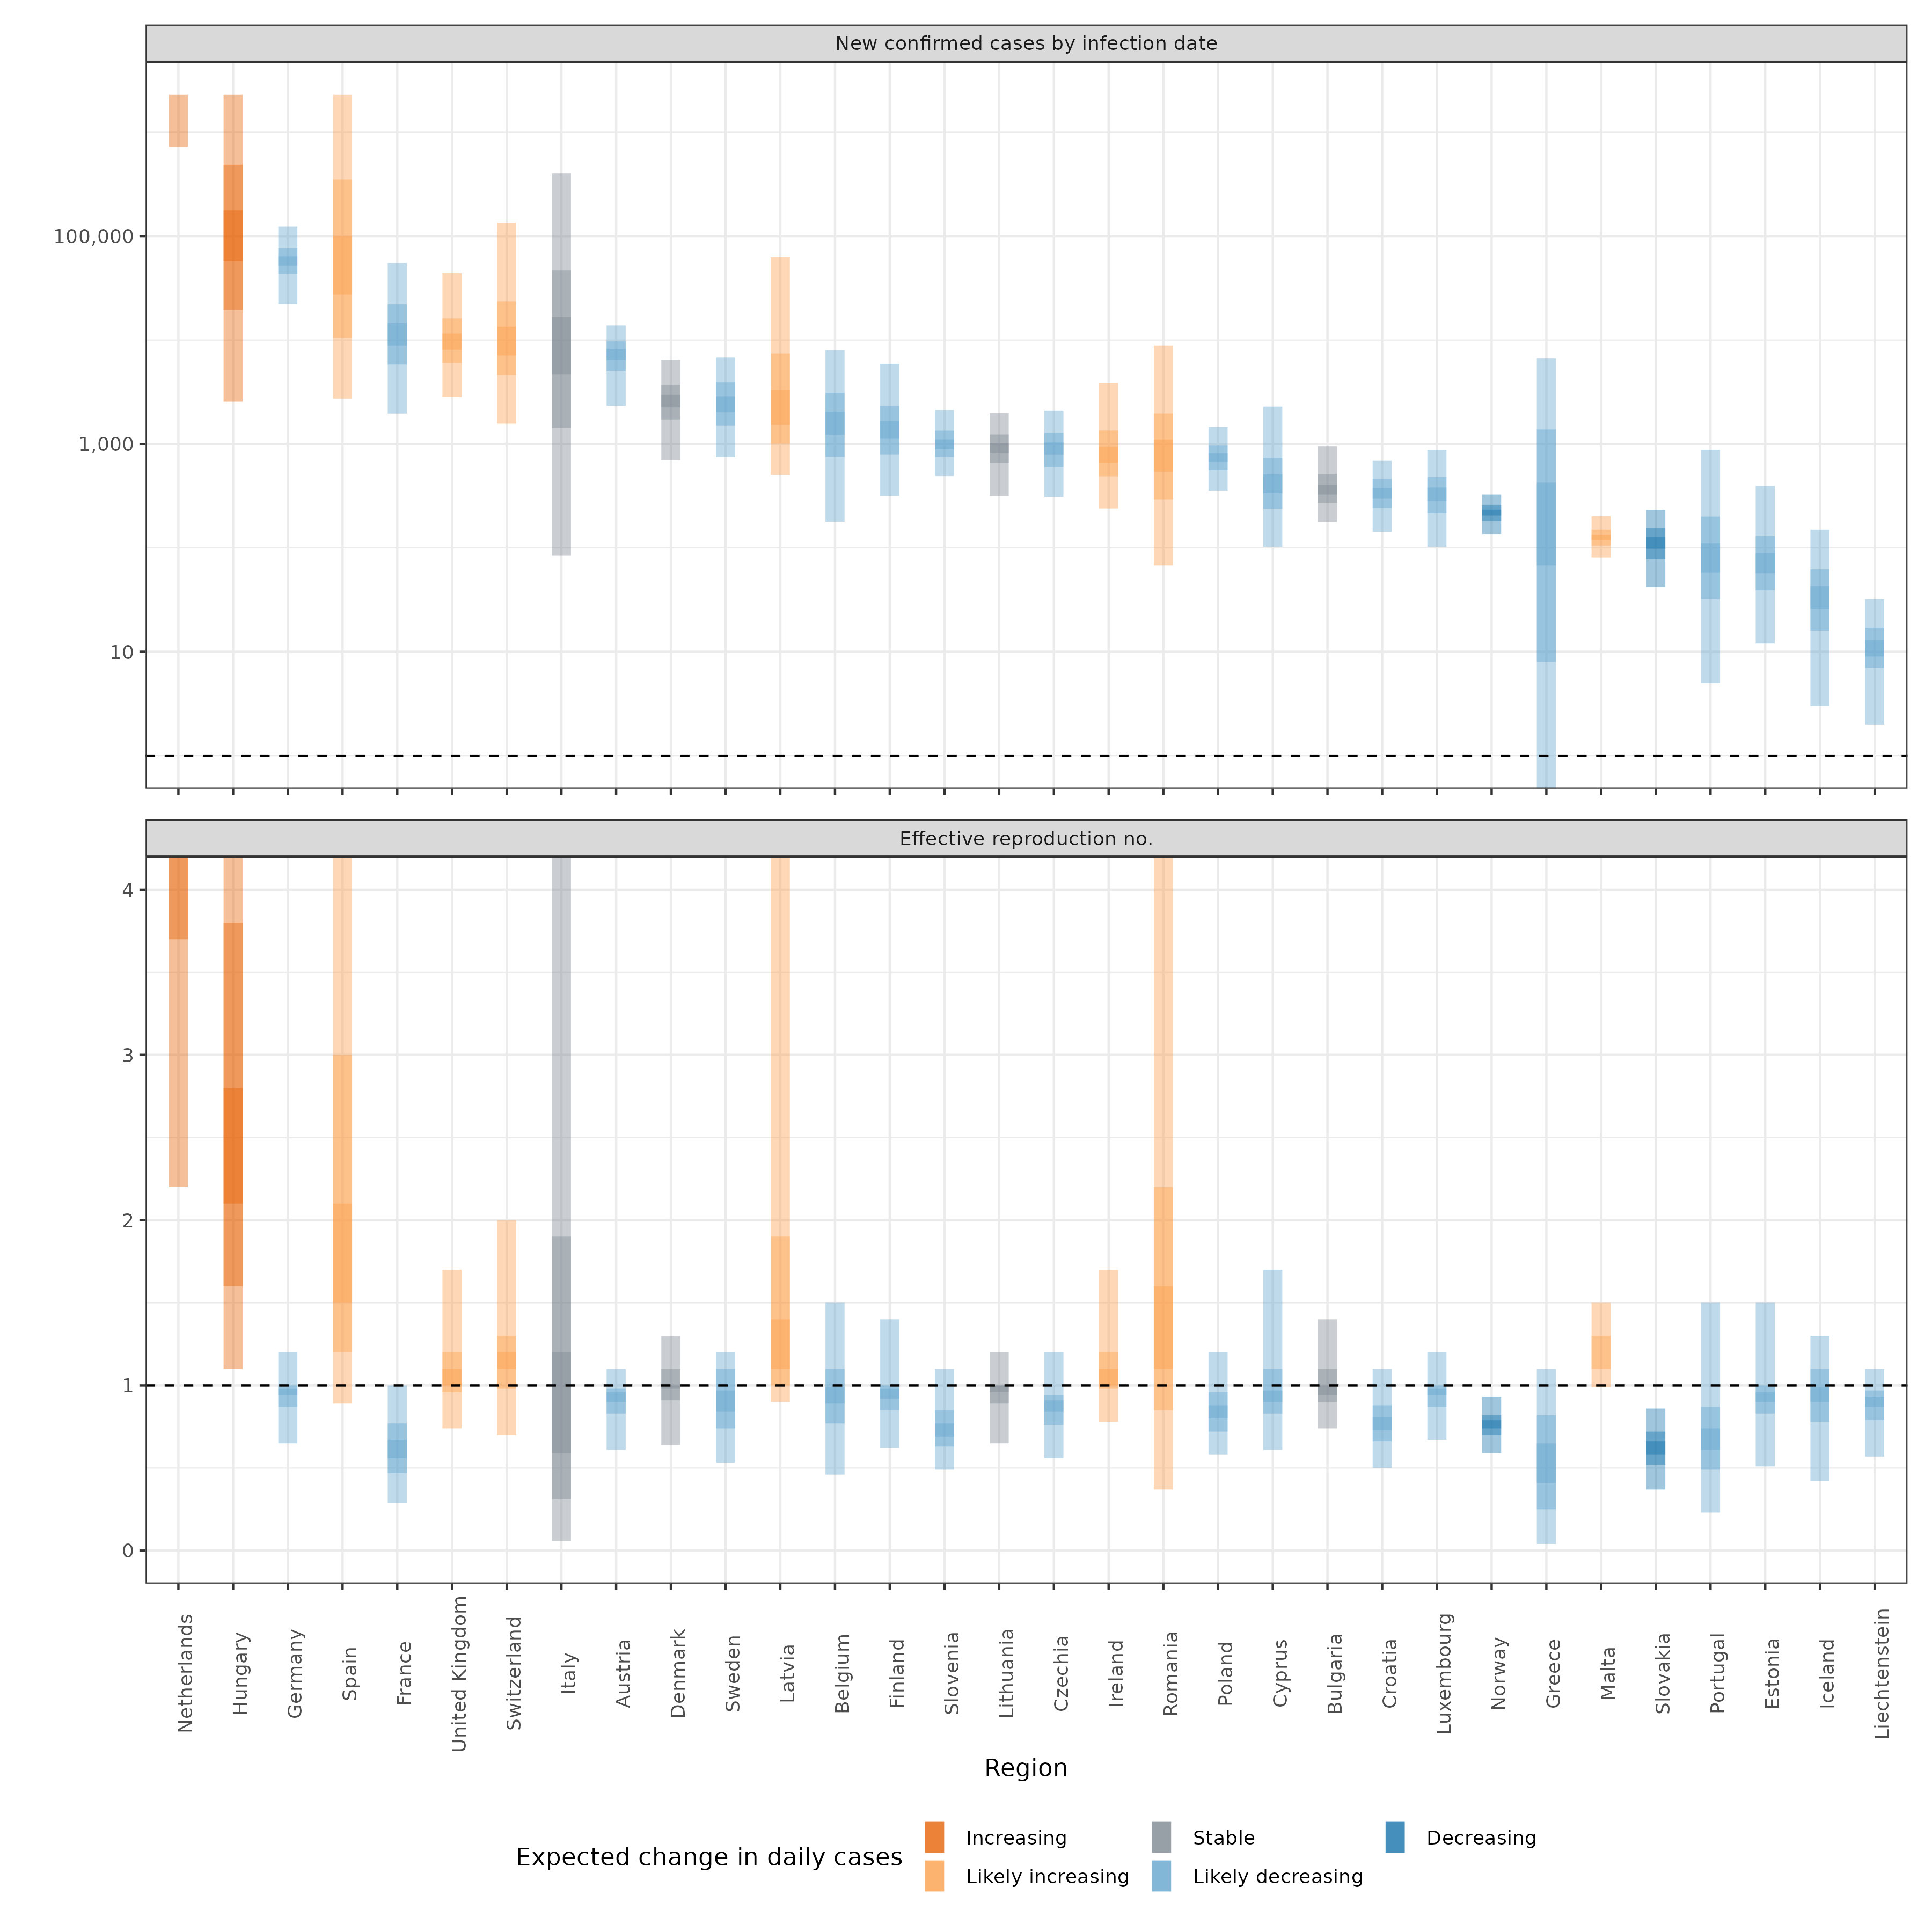 New confirmed cases by infection date
100,000
1,000
10
Effective reproduction no.
4
3
2
1
0
Netherlands
Hungary
Germany
Spain
France
United Kingdom
Switzerland
Italy
Austria
Denmark
Sweden
Latvia
Belgium
Finland
Slovenia
Lithuania
Czechia
Ireland
Romania
Poland
Cyprus
Bulgaria
Croatia
Luxembourg
Norway
Greece
Malta
Slovakia
Portugal
Estonia
Iceland
Liechtenstein
Region
Expected change in daily cases
Increasing
Stable
Decreasing
Likely increasing
Likely decreasing